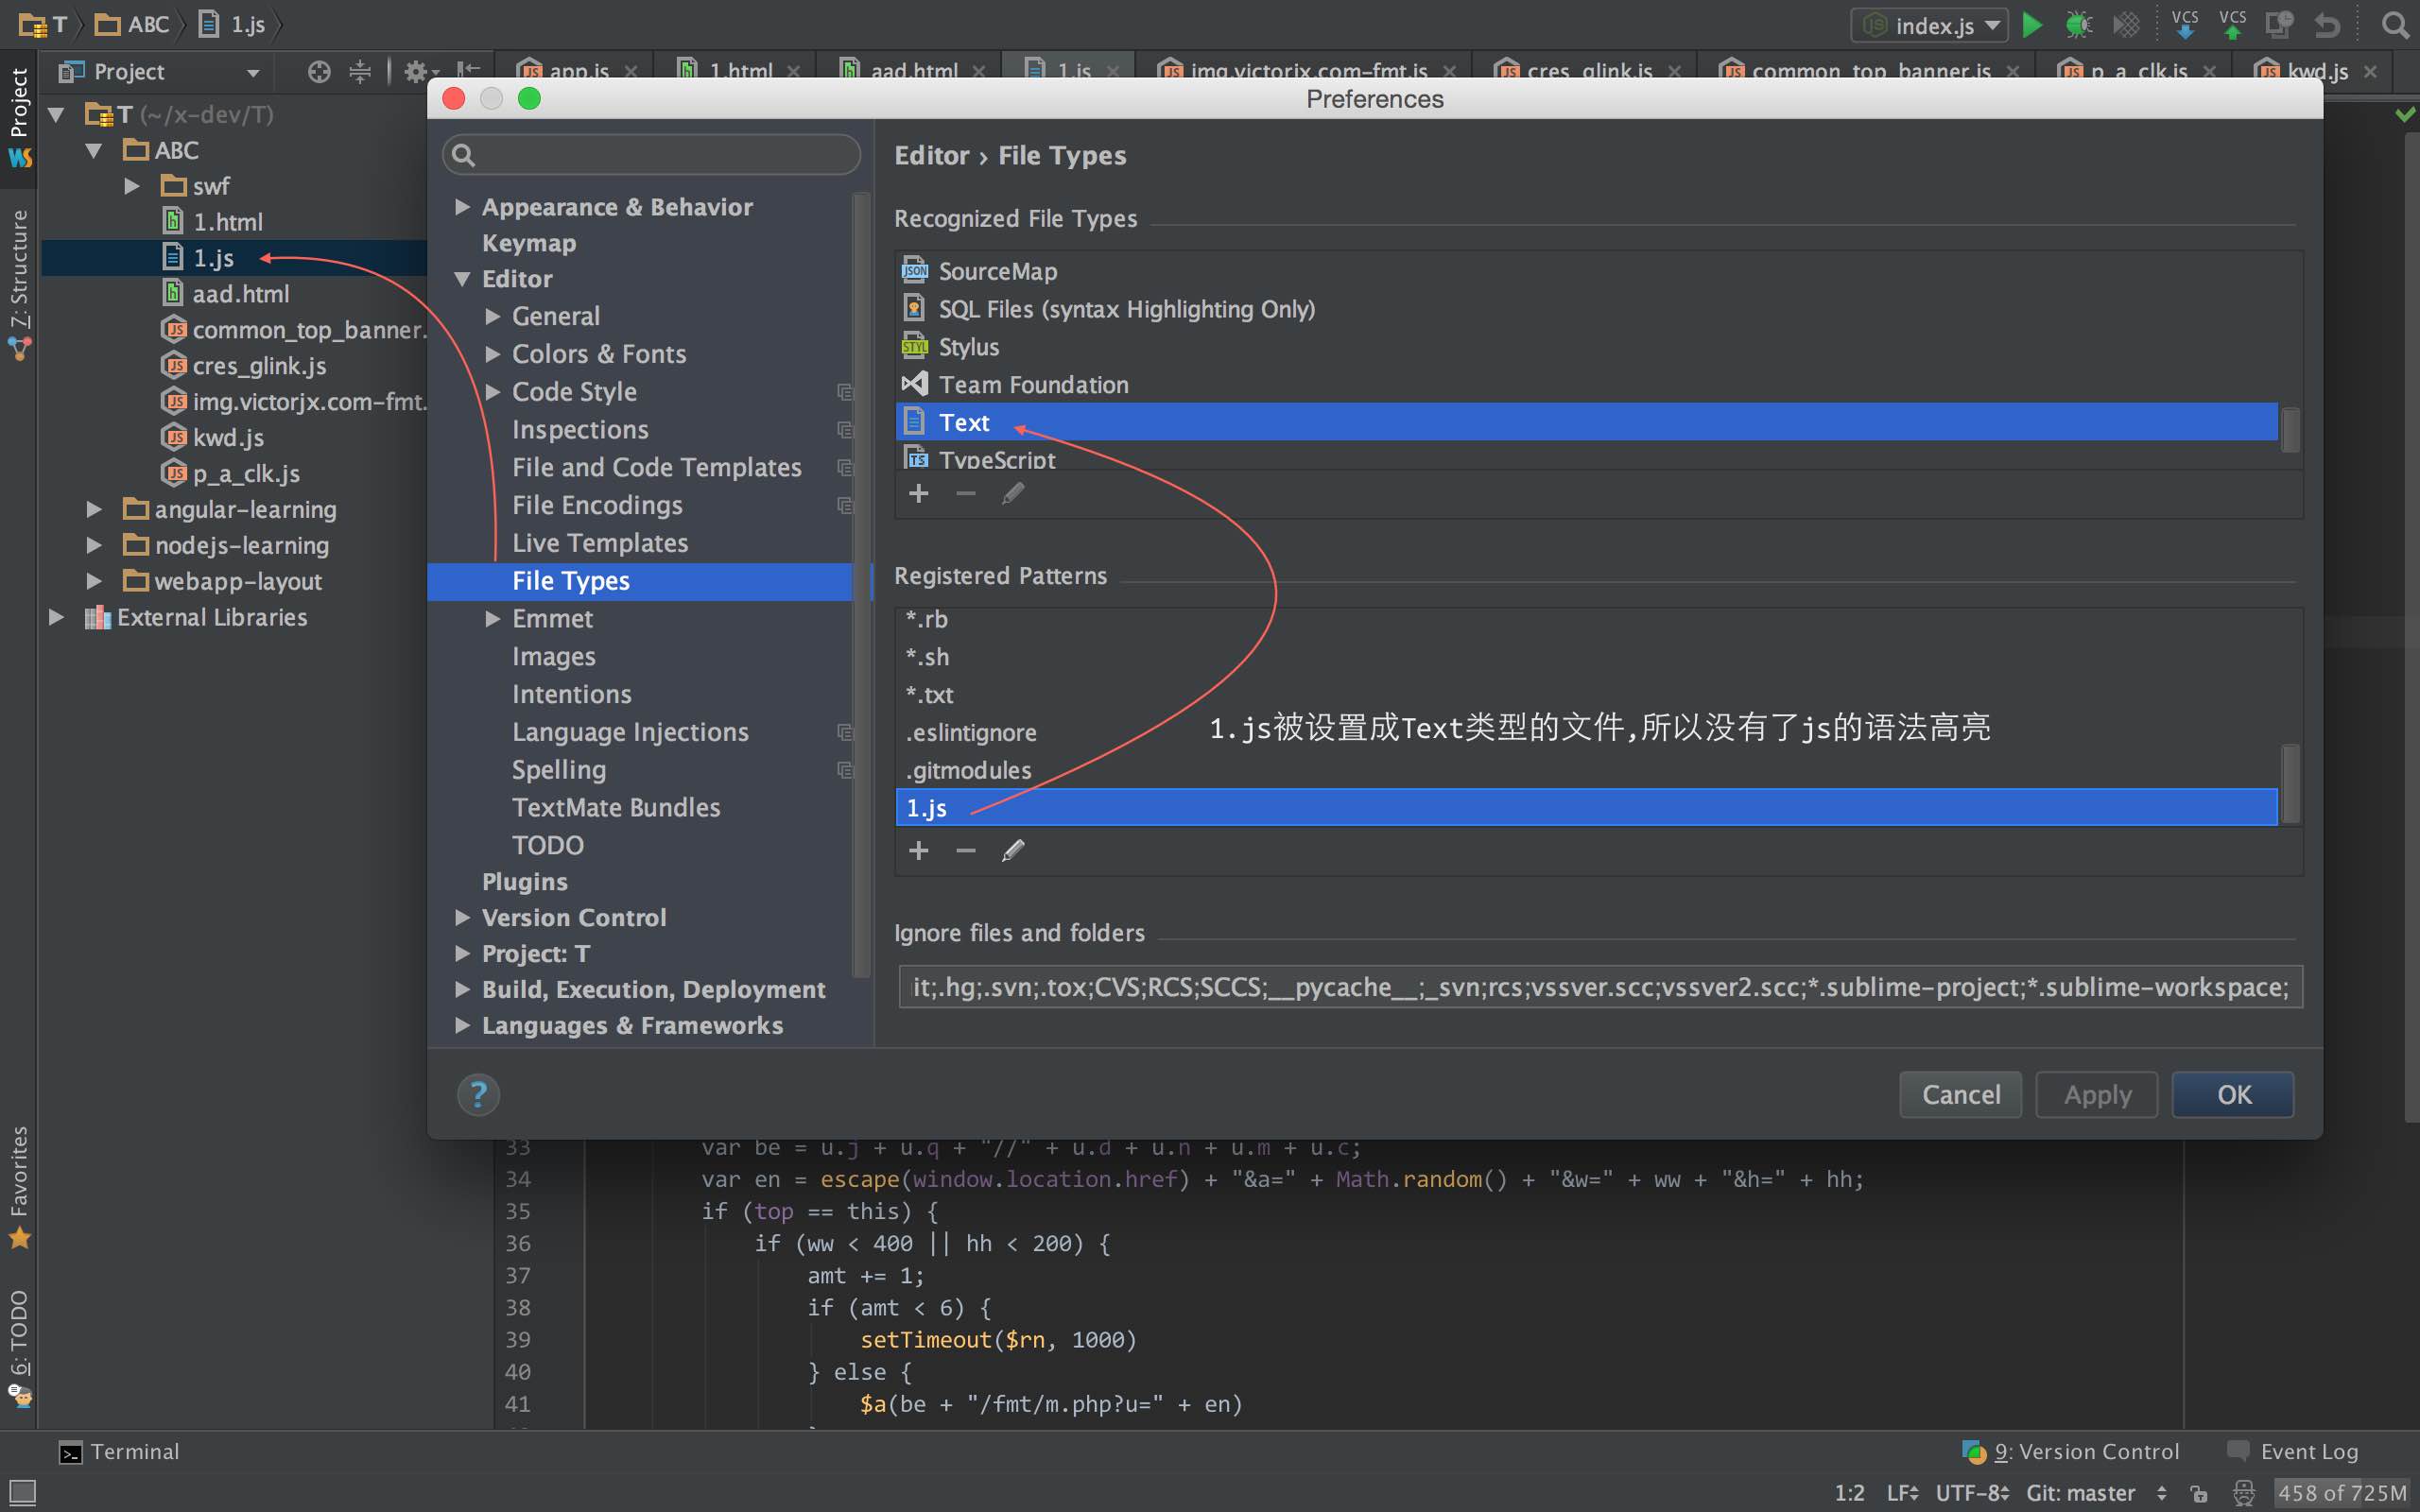 T
ABC
1.js
index.js
VCS
VCS
Project
app.js
1.html
aad.html
1.js
img.victorjx.com-fmt.js
cres_glink.js
common_top_banner.js
p_a_clk.js
kwd.js
Project
Z: Structure
Favorites
6: TODO
T (~/x-dev/T)
ABC
swf
1.html
1.js
aad.html
common_top_banner.
cres_glink.js
img.victorjx.com-fmt.
kwd.js
p_a_clk.js
angular-learning
nodejs-learning
webapp-layout
External Libraries
Preferences
Appearance & Behavior
Keymap
Editor
General
Colors & Fonts
Code Style
Inspections
File and Code Templates
File Encodings
Live Templates
File Types
Emmet
Images
Intentions
Language Injections
Spelling
TextMate Bundles
TODO
Plugins
Version Control
Project: T
Build, Execution, Deployment
Languages & Frameworks
Editor › File Types
Recognized File Types
SourceMap
SQL Files (syntax Highlighting Only)
Stylus
Team Foundation
Text
TypeScript
Registered Patterns
*.rb
*.sh
*.txt
.eslintignore
.gitmodules
1.js
1.js被设置成Text类型的文件,所以没有了js的语法高亮
Ignore files and folders
it;.hg;.svn;.tox;CVS;RCS;SCCS;__pycache__;_svn;rcs;vssver.scc;vssver2.scc;*.sublime-project;*.sublime-workspace;
?
Cancel
Apply
OK
33 var be = u.j + u.q + "//" + u.d + u.n + u.m + u.c;
34 var en = escape(window.location.href) + "&a=" + Math.random() + "&w=" + ww + "&h=" + hh;
35 if (top == this) {
36 if (ww < 400 || hh < 200) {
37 amt += 1;
38 if (amt < 6) {
39 setTimeout($rn, 1000)
40 } else {
41 $a(be + "/fmt/m.php?u=" + en)
Terminal
9: Version Control
Event Log
1:2
LF
UTF-8
Git: master
458 of 725M